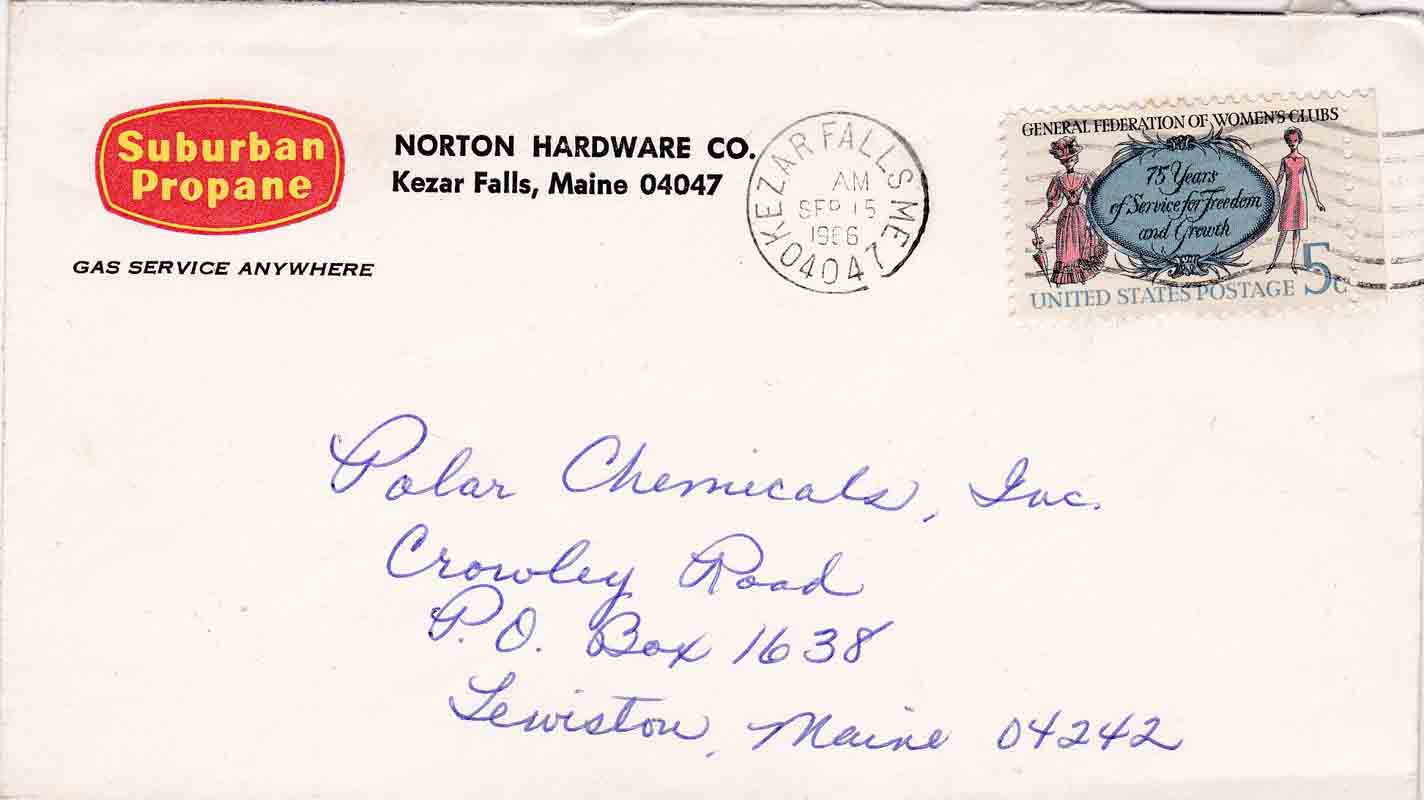 Suburban
Propane
GAS SERVICE ANYWHERE
NORTON HARDWARE CO.
Kezar Falls, Maine 04047
KEZAR FALLS ME
04047
AM
SEP 15
1966
GENERAL FEDERATION OF WOMEN'S CLUBS
75 Years
of Service for Freedom
and Growth
UNITED STATES POSTAGE 5c
Polar Chemicals, Inc.
Crowley Road
P.O. Box 1638
Lewiston, Maine 04242